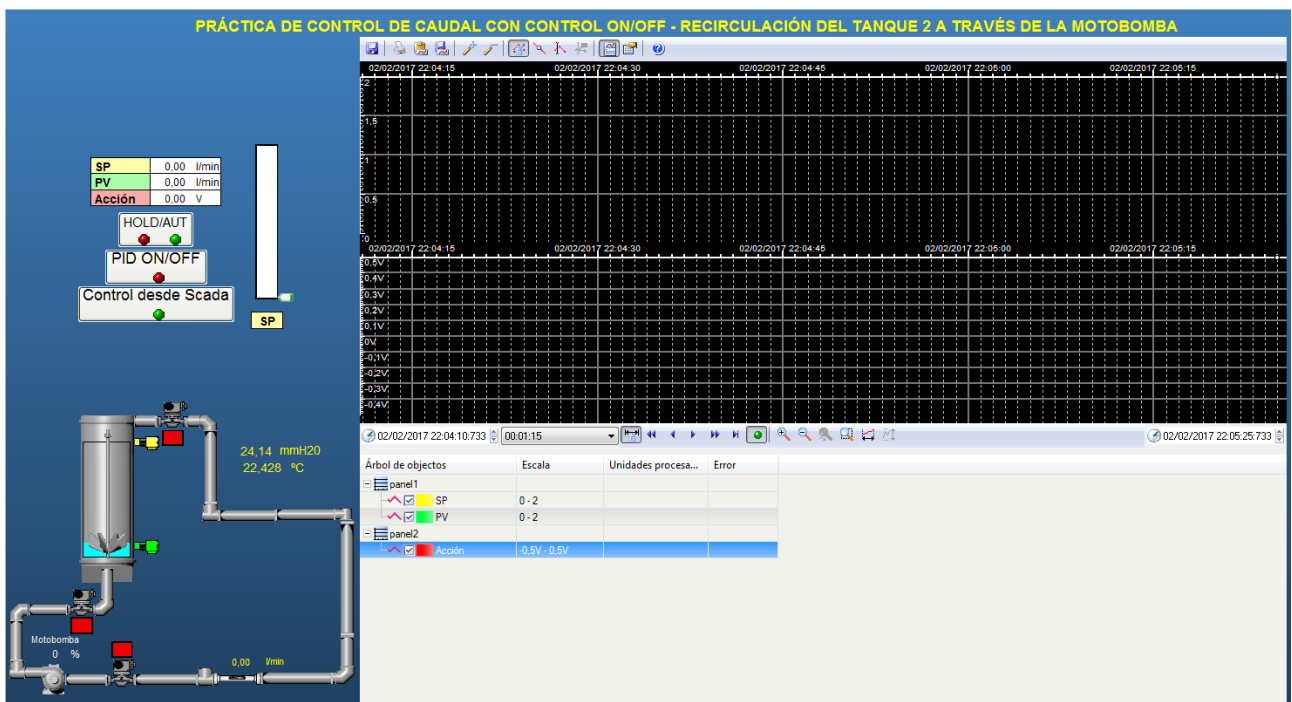 PRÁCTICA DE CONTROL DE CAUDAL CON CONTROL ON/OFF - RECIRCULACIÓN DEL TANQUE 2 A TRAVÉS DE LA MOTOBOMBA
02/02/2017 22:04:15 02/02/2017 22:04:30 02/02/2017 22:04:45 02/02/2017 22:05:00 02/02/2017 22:05:15
2
1.5
1
0.5
0
02/02/2017 22:04:15 02/02/2017 22:04:30 02/02/2017 22:04:45 02/02/2017 22:05:00 02/02/2017 22:05:15
0.5V
0.4V
0.3V
0.2V
0.1V
0V
-0.1V
-0.2V
-0.3V
-0.4V
SP 0,00 l/min
PV 0,00 l/min
Acción 0,00 V
HOLD/AUT
PID ON/OFF
Control desde Scada
SP
02/02/2017 22:04:10:733 00:01:15 02/02/2017 22:05:25:733
24,14 mmH20
22,428 ºC
Árbol de objectos Escala Unidades procesa... Error
panel1
SP 0 - 2
PV 0 - 2
panel2
Acción -0,5V - 0,5V
Motobomba
0 %
0,00 l/min